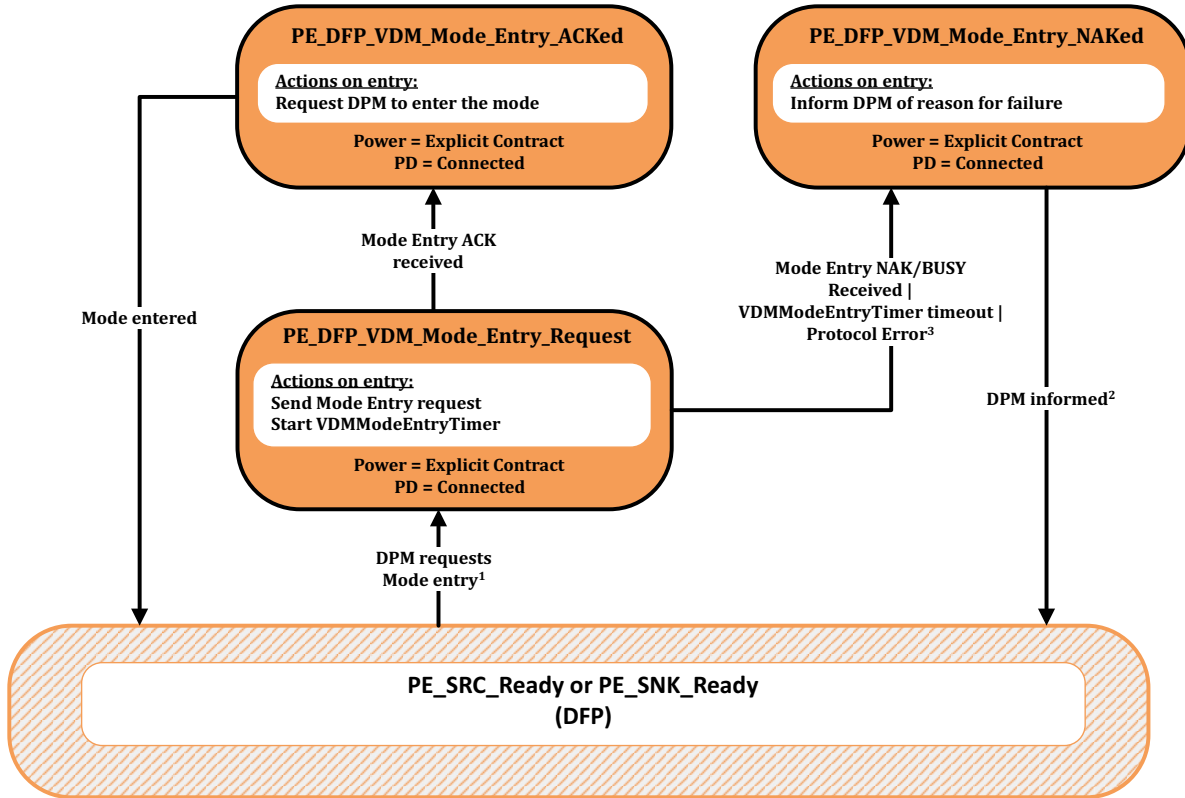 PE_DFP_VDM_Mode_Entry_ACKed
Actions on entry:
Request DPM to enter the mode
Power = Explicit Contract
PD = Connected
PE_DFP_VDM_Mode_Entry_NAKed
Actions on entry:
Inform DPM of reason for failure
Power = Explicit Contract
PD = Connected
Mode Entry ACK
received
Mode Entry NAK/BUSY
Received |
VDMModeEntryTimer timeout |
Protocol Error³
Mode entered
PE_DFP_VDM_Mode_Entry_Request
Actions on entry:
Send Mode Entry request
Start VDMModeEntryTimer
Power = Explicit Contract
PD = Connected
DPM informed²
DPM requests
Mode entry¹
PE_SRC_Ready or PE_SNK_Ready
(DFP)